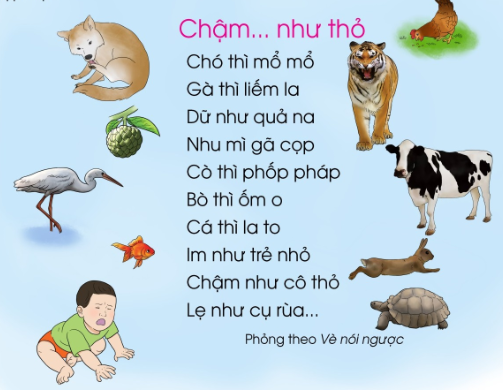 Chậm... như thỏ
Chó thì mổ mổ
Gà thì liếm la
Dữ như quả na
Nhu mì gã cọp
Cò thì phốp pháp
Bò thì ốm o
Cá thì la to
Im như trẻ nhỏ
Chậm như cô thỏ
Lẹ như cụ rùa...
Phỏng theo Vè nói ngược